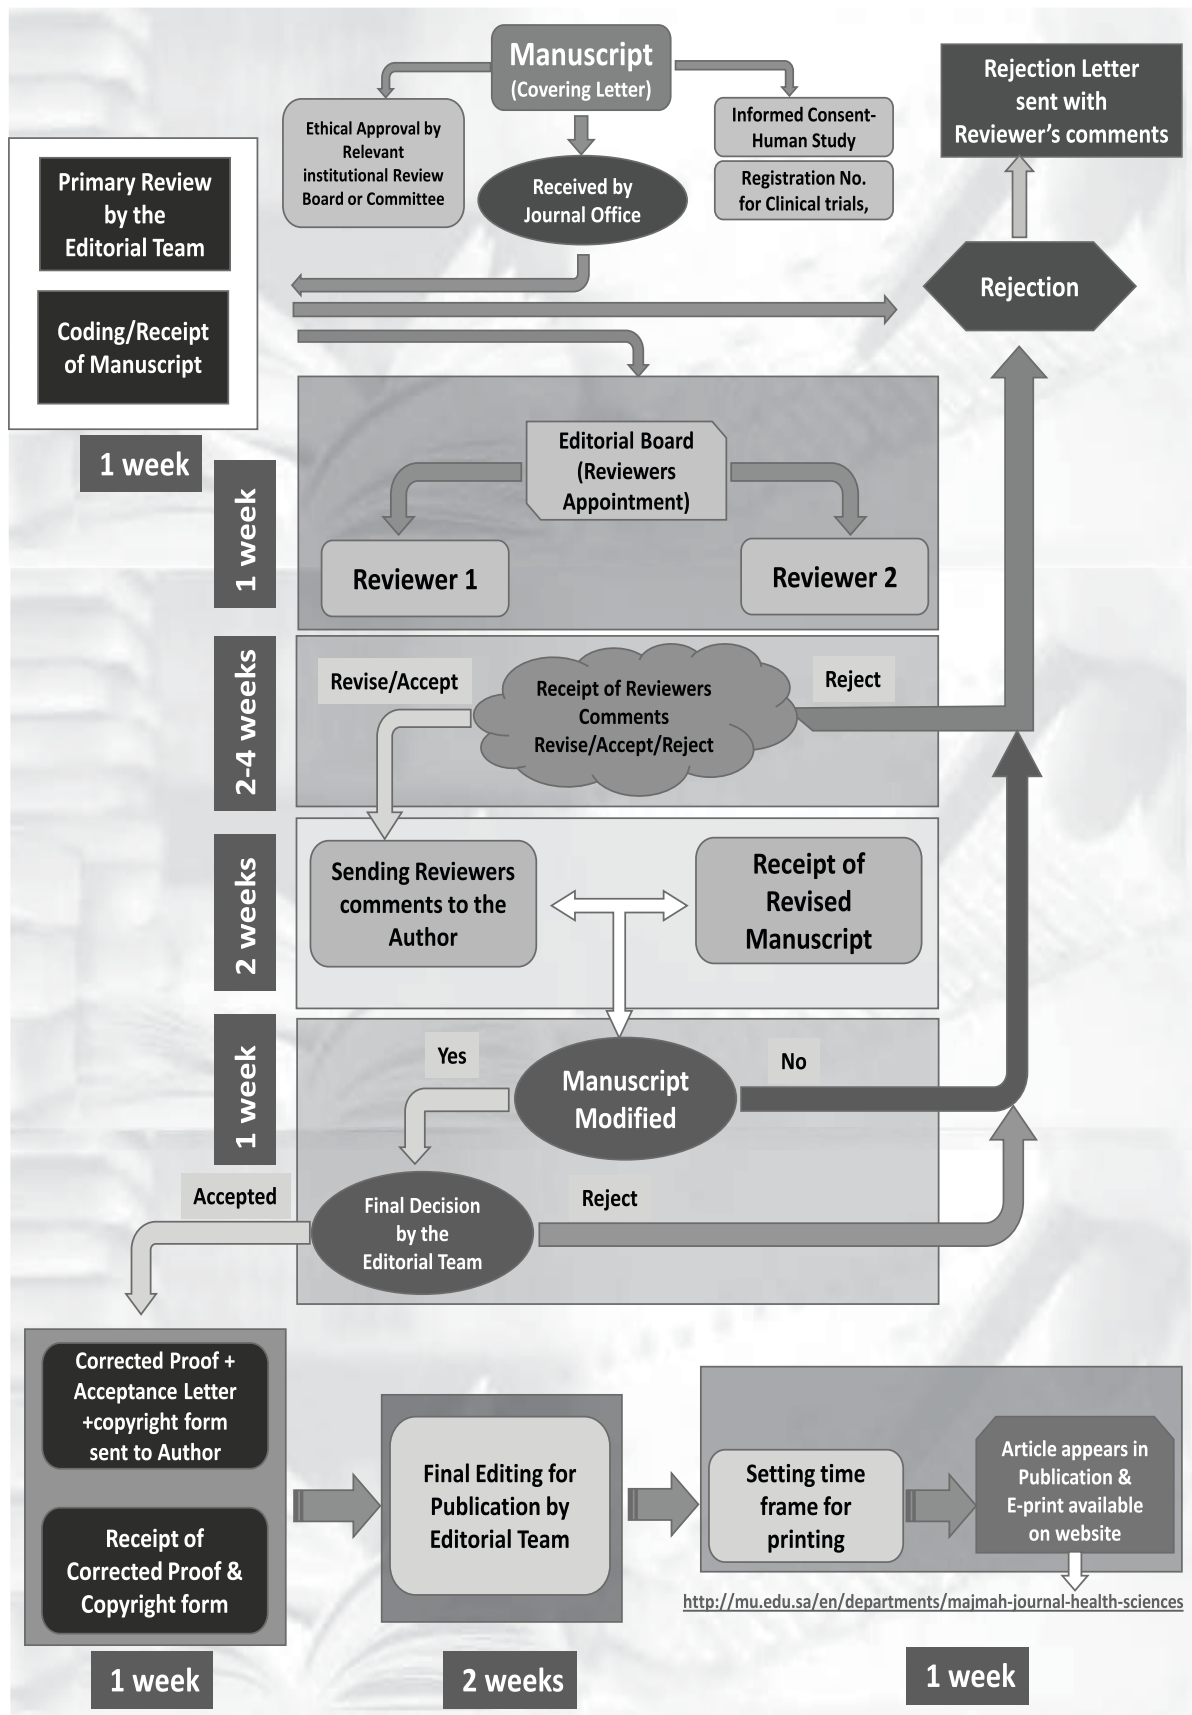 Manuscript
(Covering Letter)
Ethical Approval by
Relevant
institutional Review
Board or Committee
Informed Consent-
Human Study
Registration No.
for Clinical trials,
Received by
Journal Office
Rejection Letter
sent with
Reviewer's comments
Rejection
Primary Review
by the
Editorial Team
Coding/Receipt
of Manuscript
1 week
1 week
Editorial Board
(Reviewers
Appointment)
Reviewer 1
Reviewer 2
2-4 weeks
Revise/Accept
Receipt of Reviewers
Comments
Revise/Accept/Reject
Reject
2 weeks
Sending Reviewers
comments to the
Author
Receipt of
Revised
Manuscript
1 week
Yes
Manuscript
Modified
No
Accepted
Final Decision
by the
Editorial Team
Reject
Corrected Proof +
Acceptance Letter
+copyright form
sent to Author
Receipt of
Corrected Proof &
Copyright form
1 week
Final Editing for
Publication by
Editorial Team
2 weeks
Setting time
frame for
printing
Article appears in
Publication &
E-print available
on website
http://mu.edu.sa/en/departments/majmah-journal-health-sciences
1 week